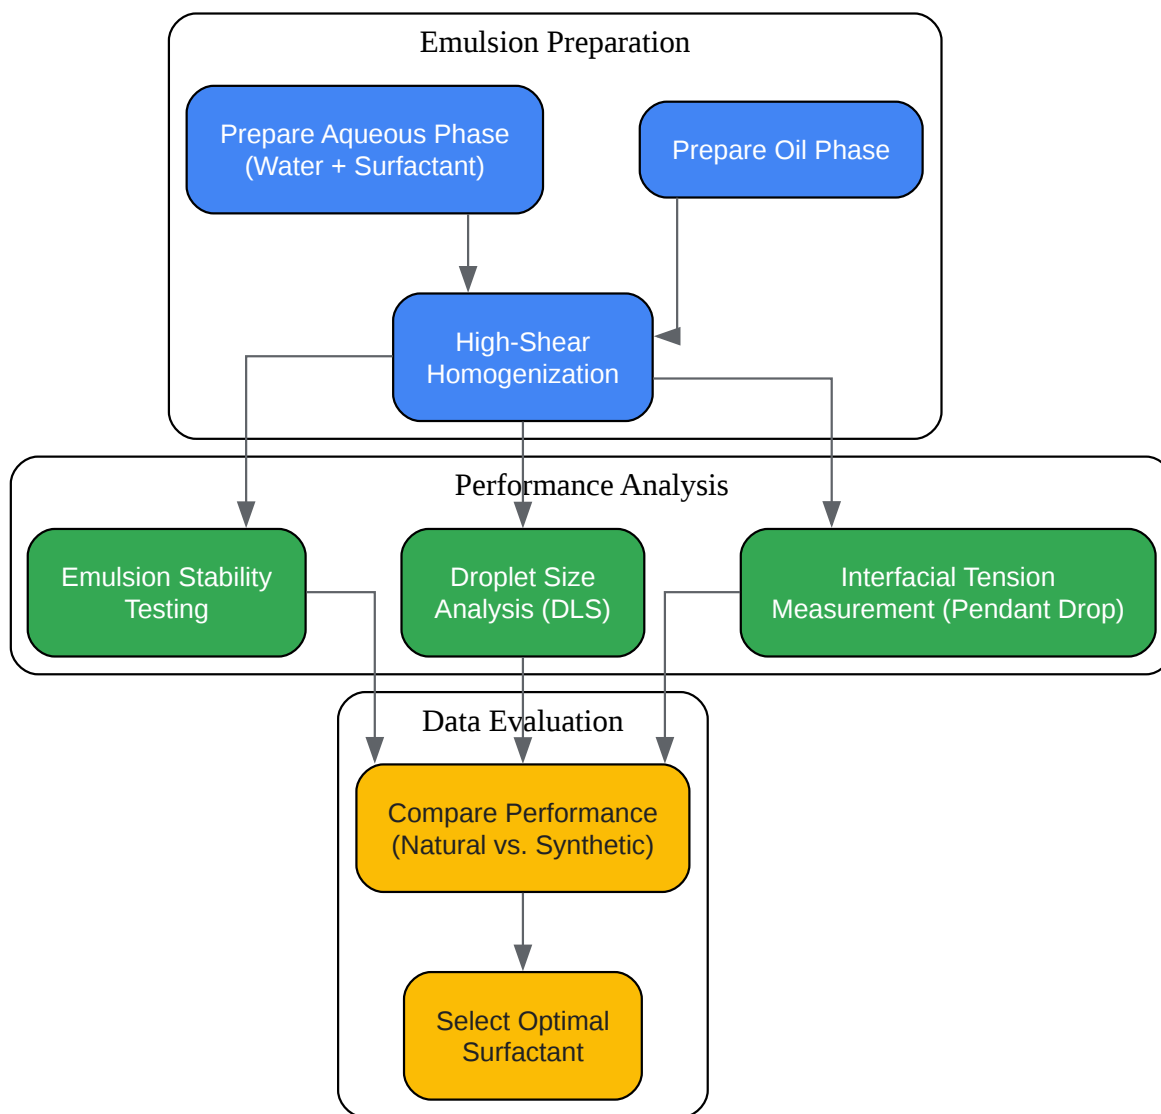 Emulsion Preparation
Prepare Aqueous Phase
(Water + Surfactant)
Prepare Oil Phase
High-Shear
Homogenization
Performance Analysis
Emulsion Stability
Testing
Droplet Size
Analysis (DLS)
Interfacial Tension
Measurement (Pendant Drop)
Data Evaluation
Compare Performance
(Natural vs. Synthetic)
Select Optimal
Surfactant